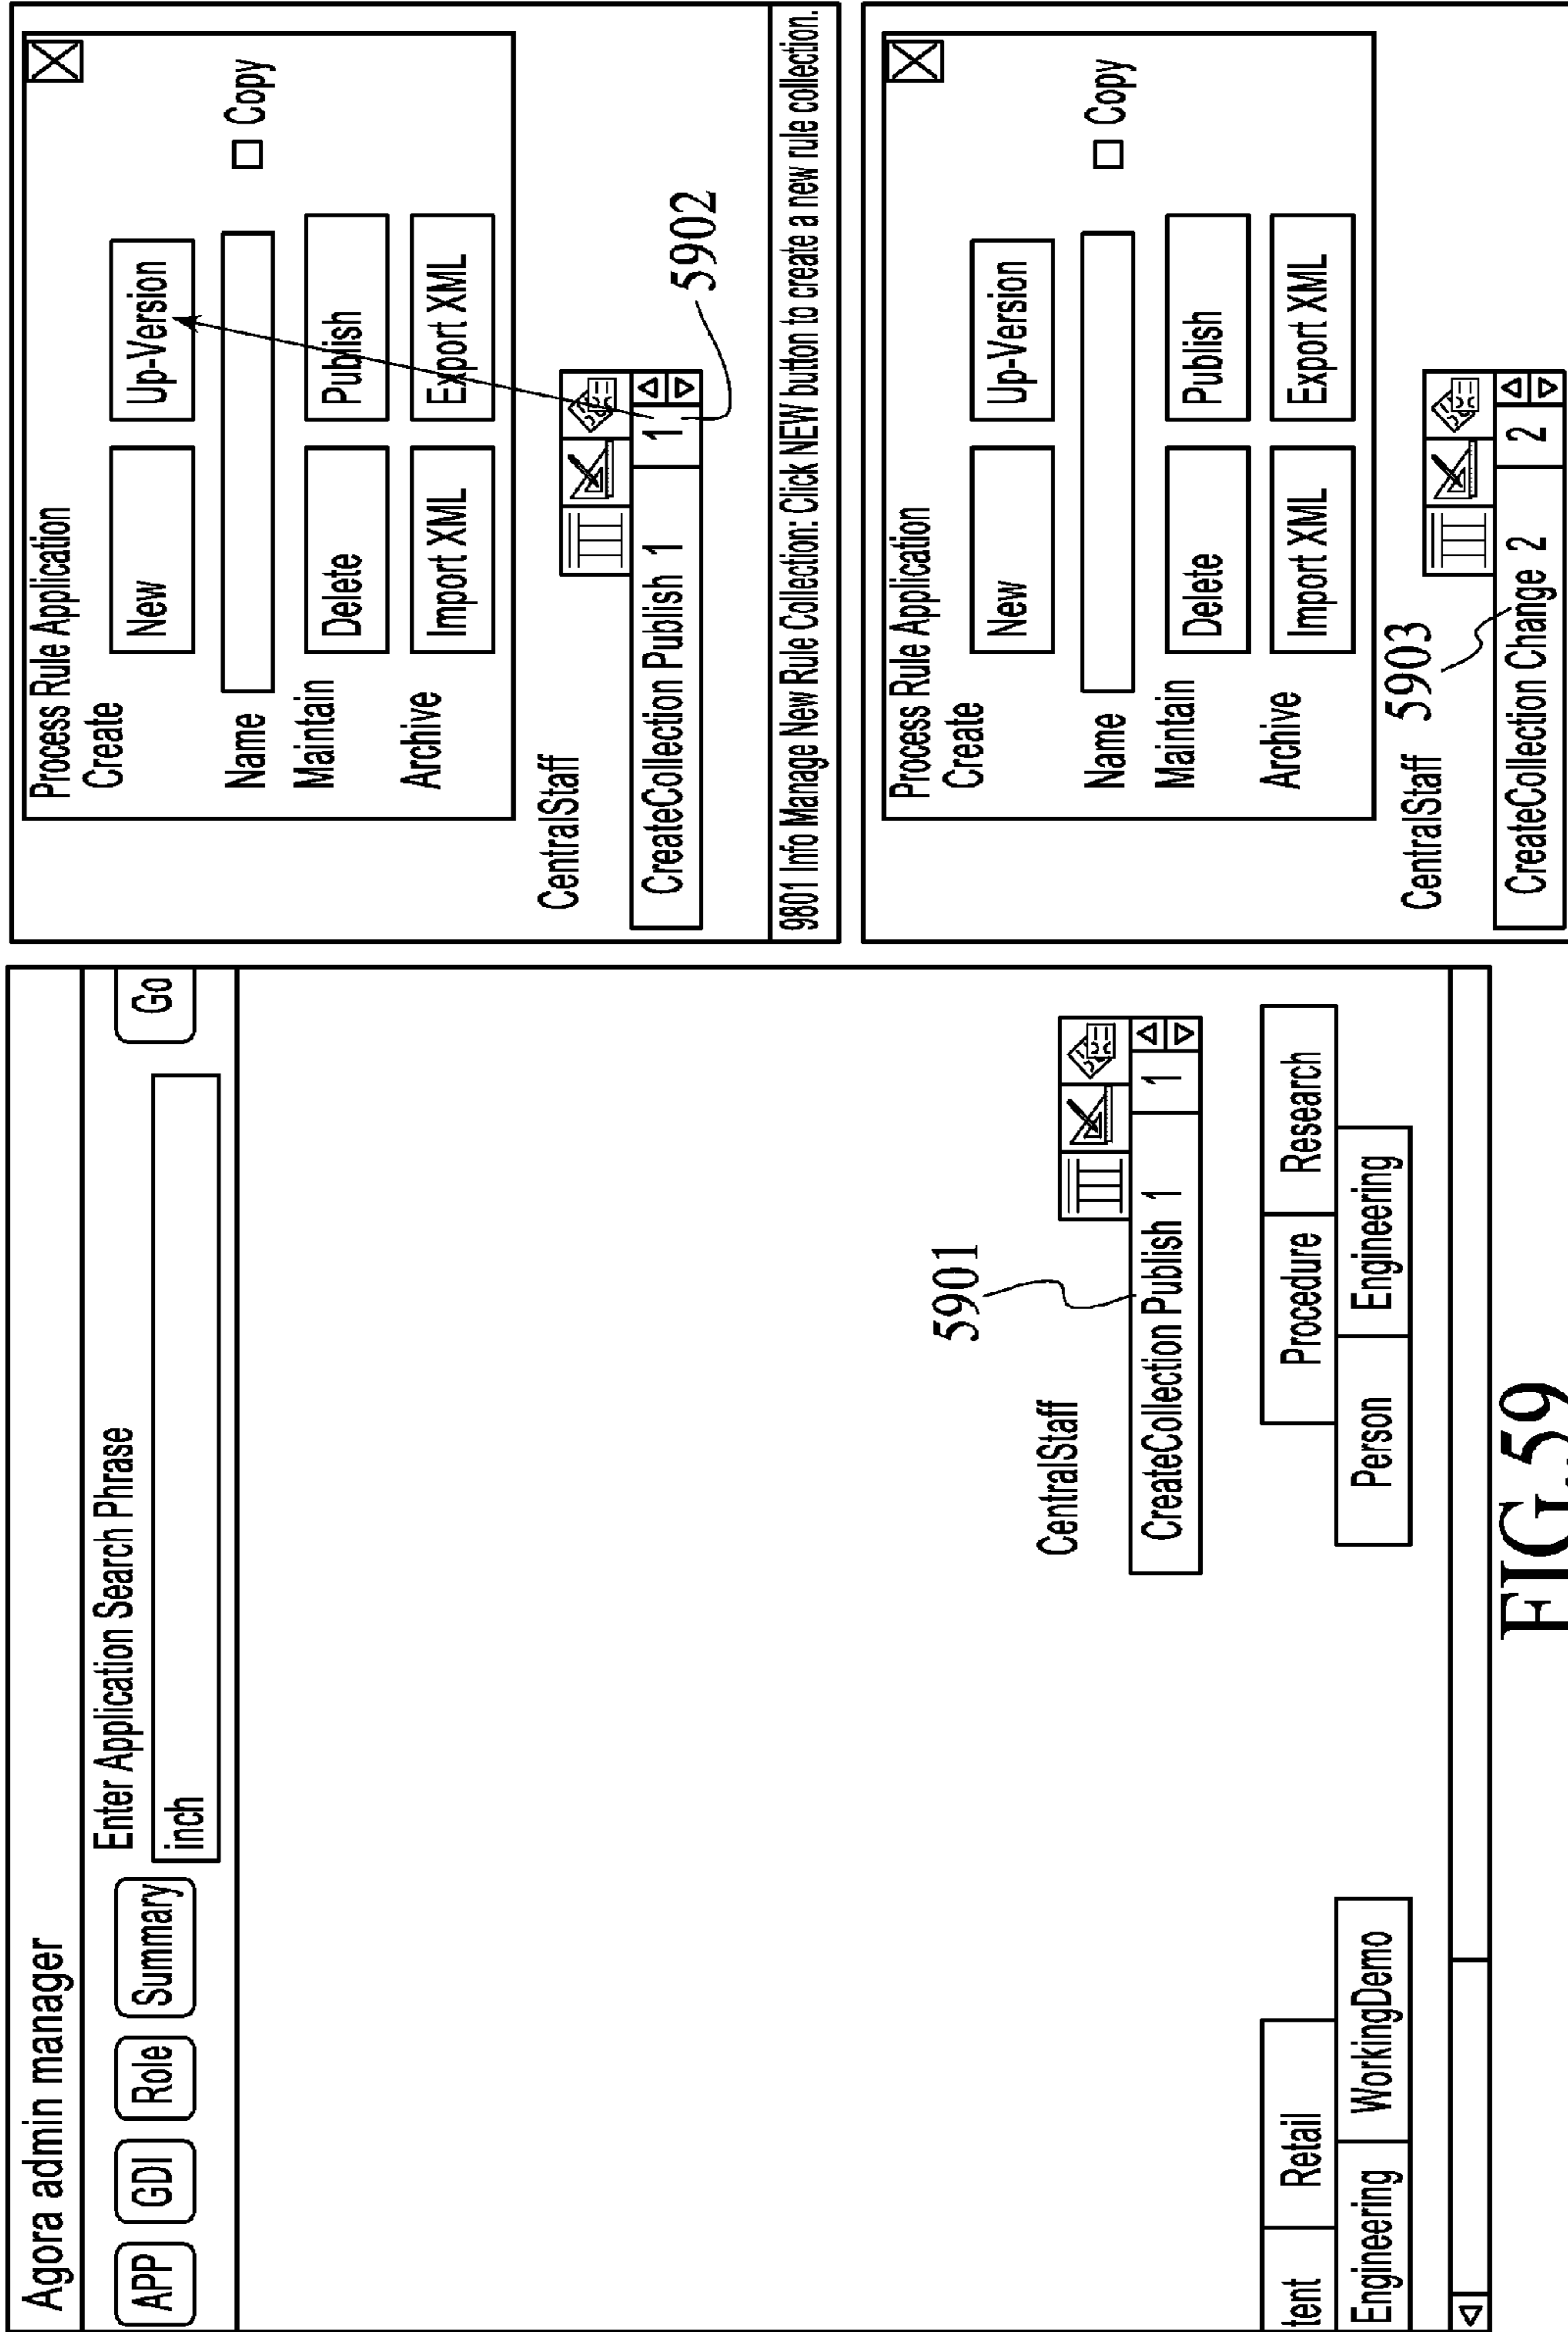 Agora admin manager
APP GDI Role Summary
Enter Application Search Phrase
inch
Go
5901
CentralStaff
CreateCollection Publish 1 1
tent Retail
Engineering WorkingDemo
Procedure Research
Person Engineering
Process Rule Application
Create
New Up-Version
Name Copy
Maintain
Delete Publish
Archive
Import XML Export XML
CentralStaff
CreateCollection Publish 1 1
5902
9801 Info Manage New Rule Collection: Click NEW button to create a new rule collection.
Process Rule Application
Create
New Up-Version
Name Copy
Maintain
Delete Publish
Archive
Import XML Export XML
CentralStaff
5903
CreateCollection Change 2 2
FIG.59